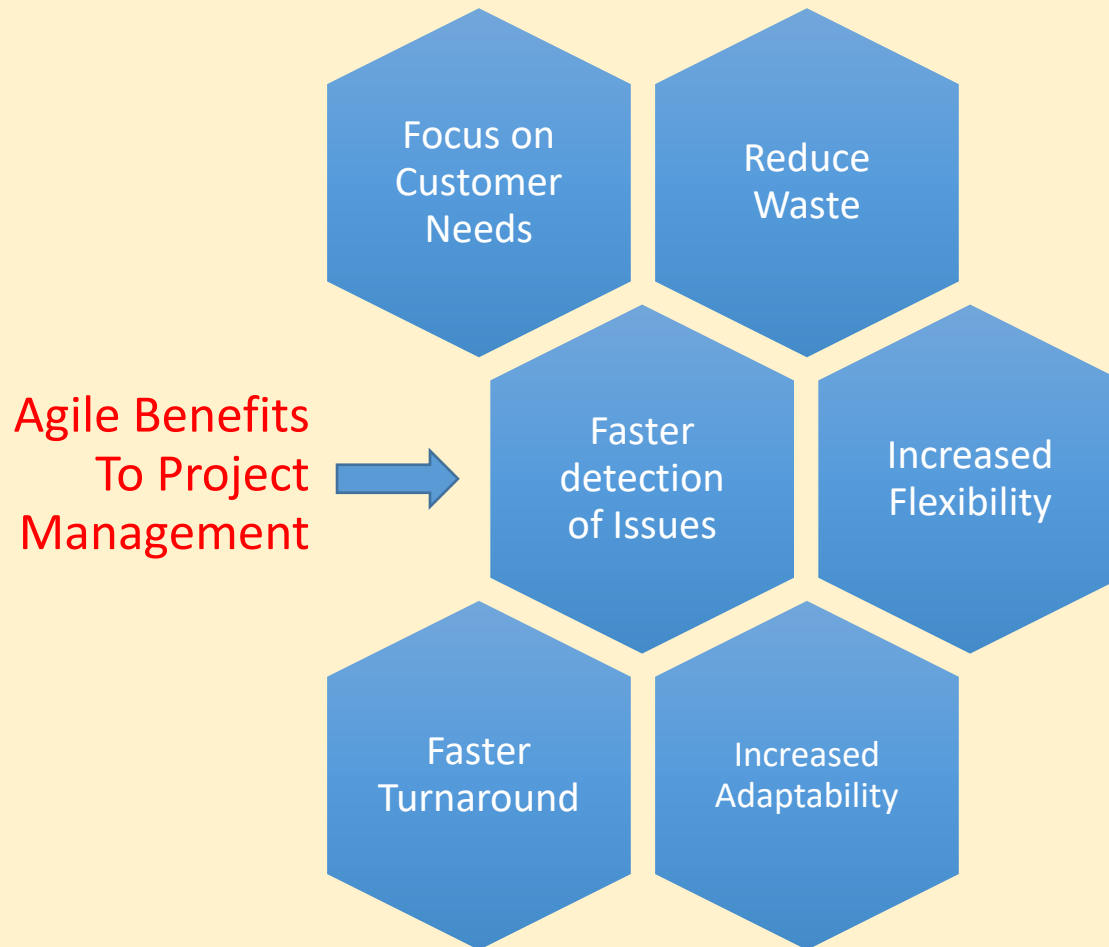 Focus on
Customer
Needs
Reduce
Waste
Agile Benefits
To Project
Management
Faster
detection
of Issues
Increased
Flexibility
Faster
Turnaround
Increased
Adaptability